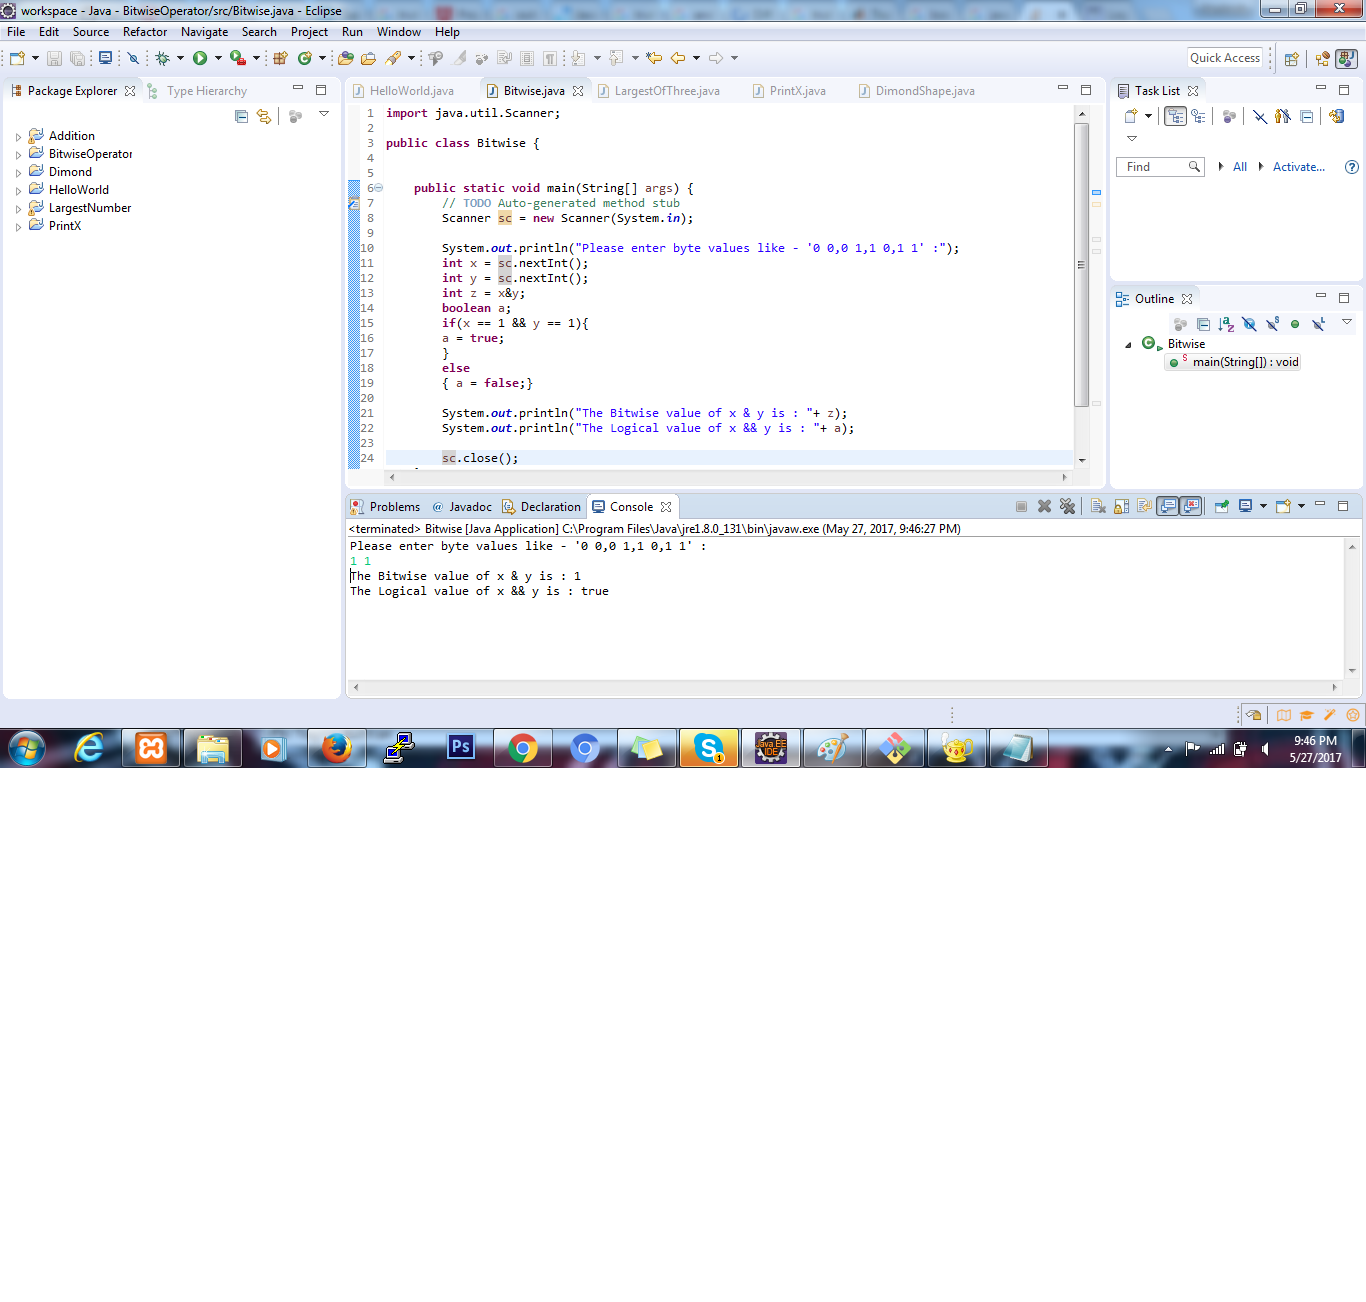 workspace - Java - BitwiseOperator/src/Bitwise.java - Eclipse
File Edit Source Refactor Navigate Search Project Run Window Help
Quick Access
Package Explorer Type Hierarchy
Addition
BitwiseOperator
Dimond
HelloWorld
LargestNumber
PrintX
HelloWorld.java Bitwise.java LargestOfThree.java PrintX.java DimondShape.java
1 import java.util.Scanner;
2
3 public class Bitwise {
4
5
6 public static void main(String[] args) {
7 // TODO Auto-generated method stub
8 Scanner sc = new Scanner(System.in);
9
10 System.out.println("Please enter byte values like - '0 0,0 1,1 0,1 1' :");
11 int x = sc.nextInt();
12 int y = sc.nextInt();
13 int z = x&y;
14 boolean a;
15 if(x == 1 && y == 1){
16 a = true;
17 }
18 else
19 { a = false;}
20
21 System.out.println("The Bitwise value of x & y is : "+ z);
22 System.out.println("The Logical value of x && y is : "+ a);
23
24 sc.close();
Task List
Find All Activate...
Outline
Bitwise
main(String[]) : void
Problems @ Javadoc Declaration Console
<terminated> Bitwise [Java Application] C:\Program Files\Java\jre1.8.0_131\bin\javaw.exe (May 27, 2017, 9:46:27 PM)
Please enter byte values like - '0 0,0 1,1 0,1 1' :
1 1
The Bitwise value of x & y is : 1
The Logical value of x && y is : true
Ps
Java EE
IDE
1
9:46 PM
5/27/2017